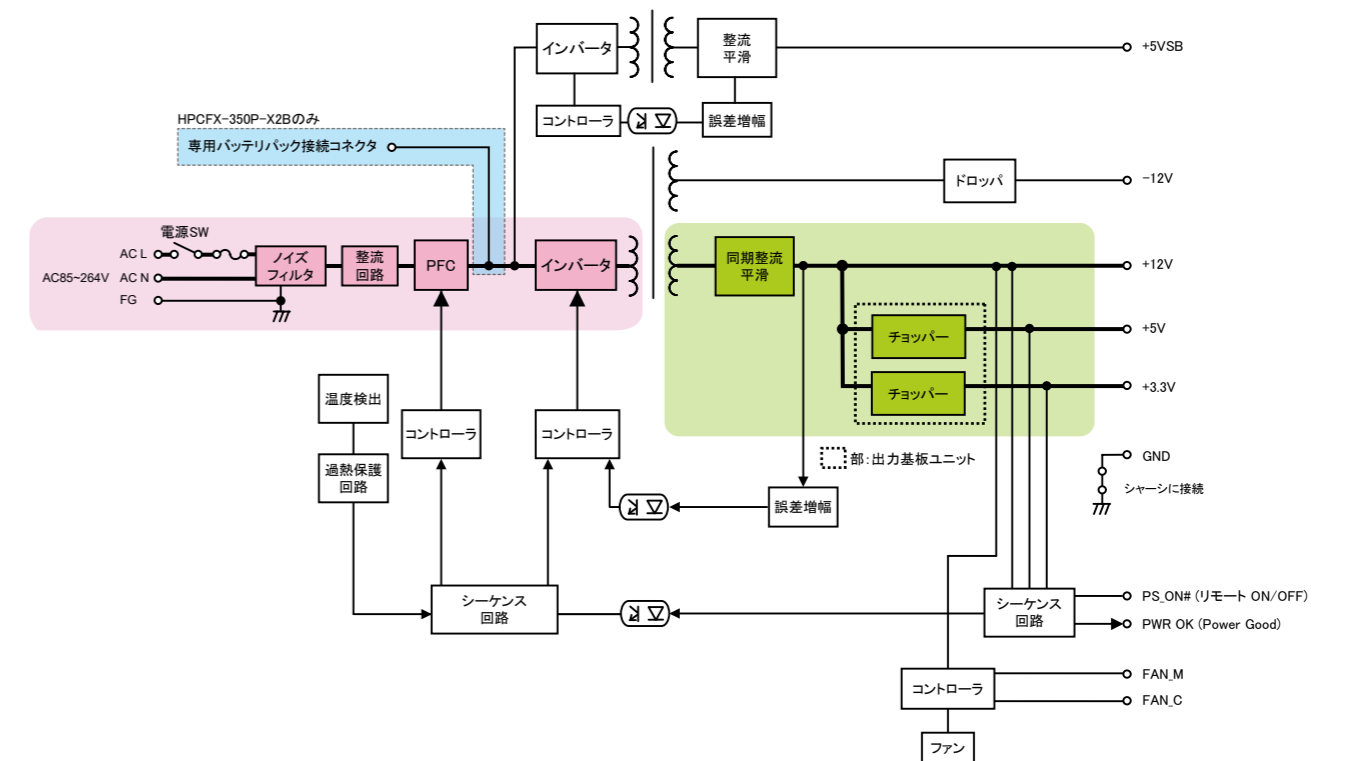 インバータ
整流
平滑
+5VSB
コントローラ
誤差増幅
HPCFX-350P-X2Bのみ
専用バッテリパック接続コネクタ
ドロッパ
-12V
電源SW
AC L
AC85~264V
AC N
FG
ノイズ
フィルタ
整流
回路
PFC
インバータ
同期整流
平滑
+12V
チョッパー
+5V
チョッパー
+3.3V
温度検出
コントローラ
コントローラ
部:出力基板ユニット
GND
シャーシに接続
過熱保護
回路
誤差増幅
シーケンス
回路
シーケンス
回路
PS_ON# (リモート ON/OFF)
PWR OK (Power Good)
コントローラ
FAN_M
FAN_C
ファン